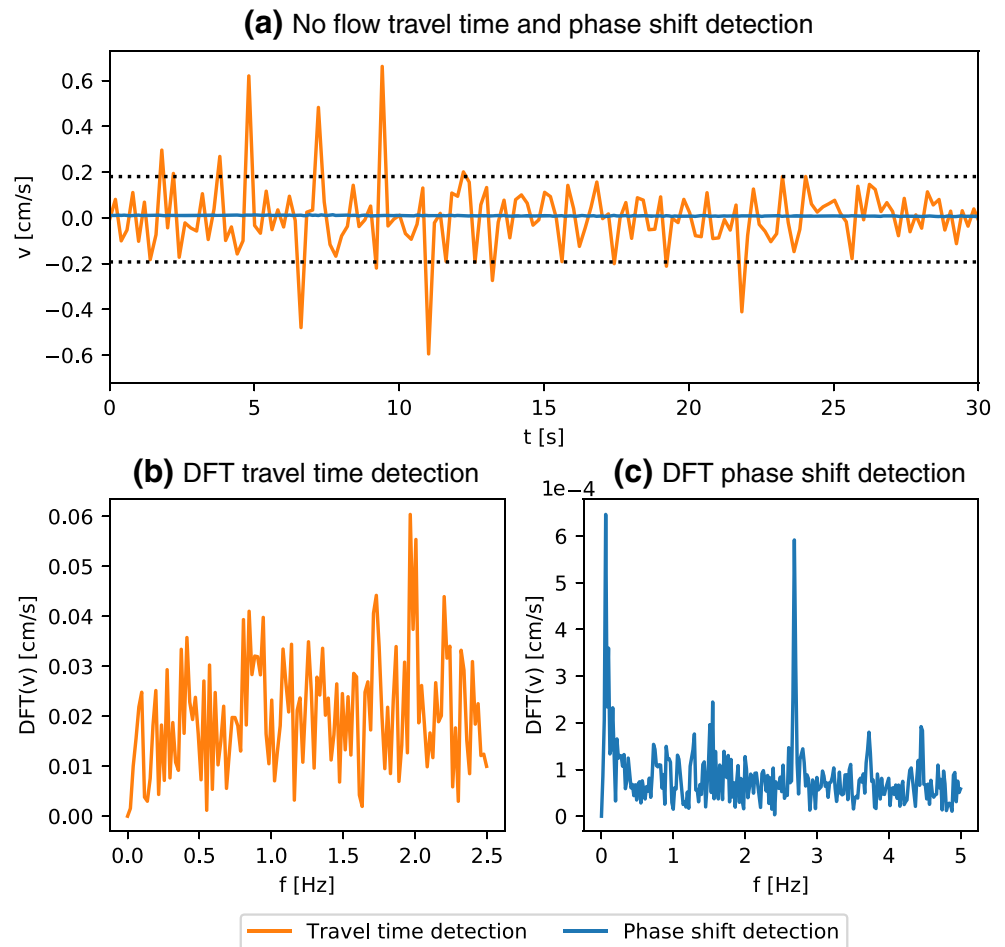 (a) No flow travel time and phase shift detection
0.6
0.4
0.2
0.0
−0.2
−0.4
−0.6
v [cm/s]
0 5 10 15 20 25 30
t [s]
(b) DFT travel time detection
0.06
0.05
0.04
0.03
0.02
0.01
0.00
DFT(v) [cm/s]
0.0 0.5 1.0 1.5 2.0 2.5
f [Hz]
(c) DFT phase shift detection
1e−4
6
5
4
3
2
1
0
DFT(v) [cm/s]
0 1 2 3 4 5
f [Hz]
Travel time detection Phase shift detection